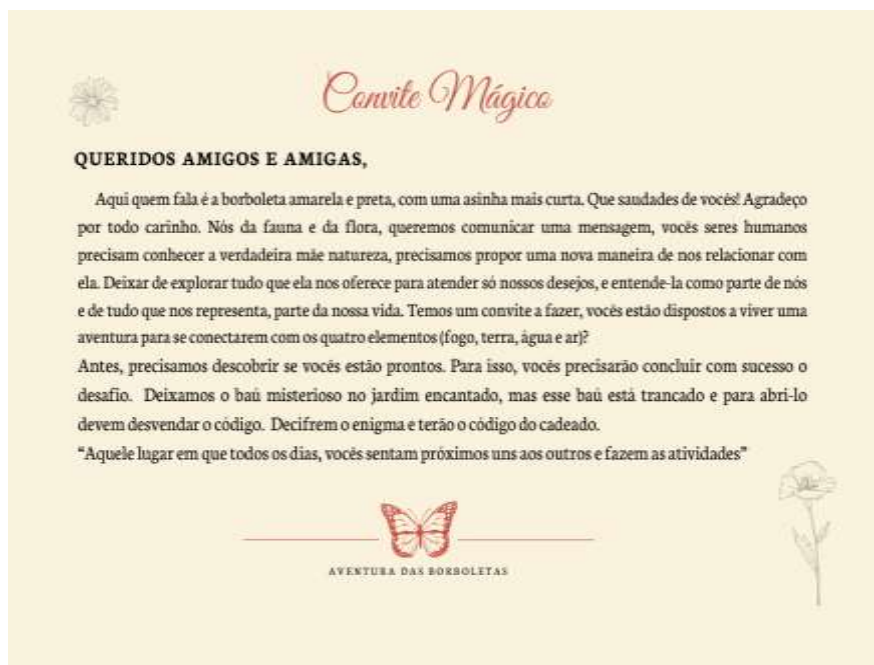 Convite Mágico
QUERIDOS AMIGOS E AMIGAS,
Aqui quem fala é a borboleta amarela e preta, com uma asinha mais curta. Que saudades de vocês! Agradeço
por todo carinho. Nós da fauna e da flora, queremos comunicar uma mensagem, vocês seres humanos
precisam conhecer a verdadeira mãe natureza, precisamos propor uma nova maneira de nos relacionar com
ela. Deixar de explorar tudo que ela nos oferece para atender só nossos desejos, e entende-la como parte de nós
e de tudo que nos representa, parte da nossa vida. Temos um convite a fazer, vocês estão dispostos a viver uma
aventura para se conectarem com os quatro elementos (fogo, terra, água e ar)?
Antes, precisamos descobrir se vocês estão prontos. Para isso, vocês precisarão concluir com sucesso o
desafio. Deixamos o baú misterioso no jardim encantado, mas esse baú está trancado e para abri-lo
devem desvendar o código. Decifrem o enigma e terão o código do cadeado.
“Aquele lugar em que todos os dias, vocês sentam próximos uns aos outros e fazem as atividades”
AVENTURA DAS BORBOLETAS